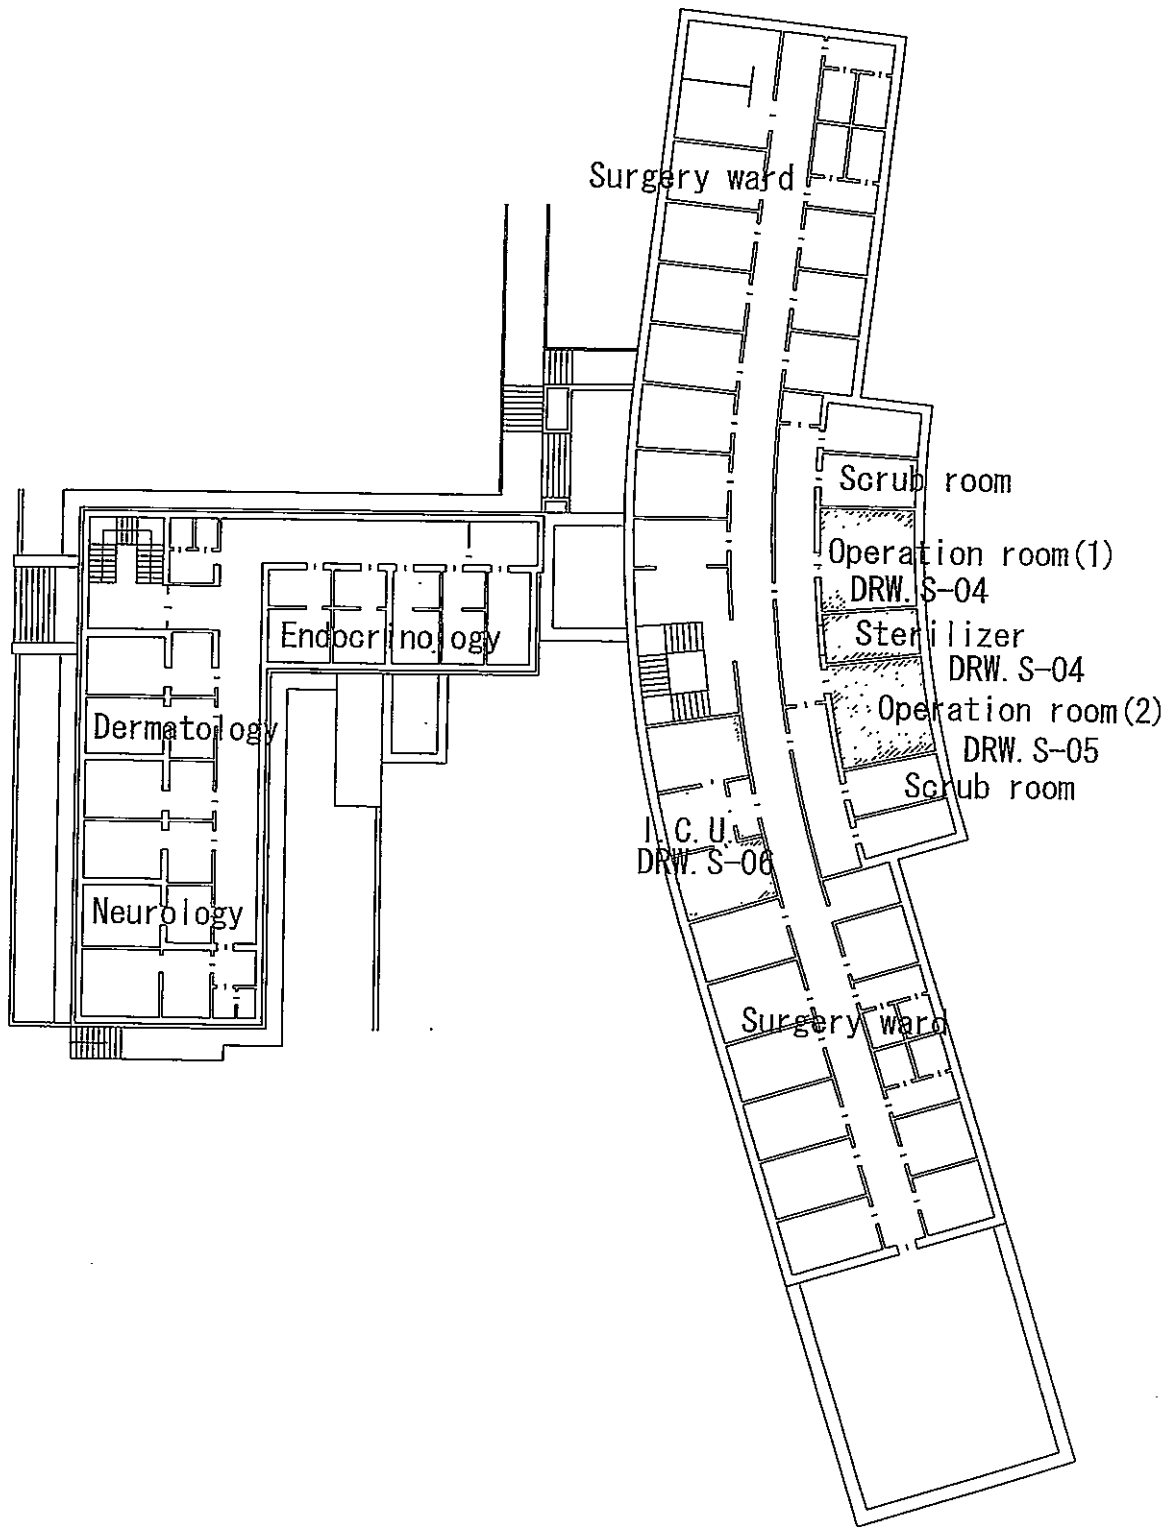 Surgery ward
Scrub room
Operation room(1)
DRW. S-04
Sterilizer
DRW. S-04
Endocrinology
Operation room(2)
DRW. S-05
Dermatology
Scrub room
I. C. U.
DRW. S-06
Neurology
Surgery ward